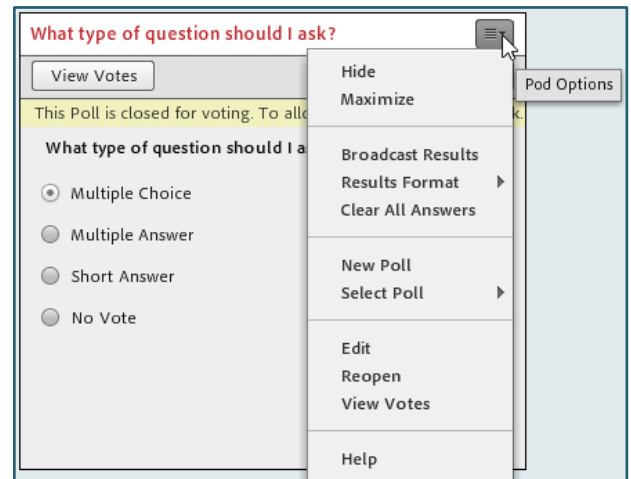 What type of question should I ask?
View Votes
Pod Options
This Poll is closed for voting. To allo
k.
What type of question should I a
Multiple Choice
Multiple Answer
Short Answer
No Vote
Hide
Maximize
Broadcast Results
Results Format
Clear All Answers
New Poll
Select Poll
Edit
Reopen
View Votes
Help